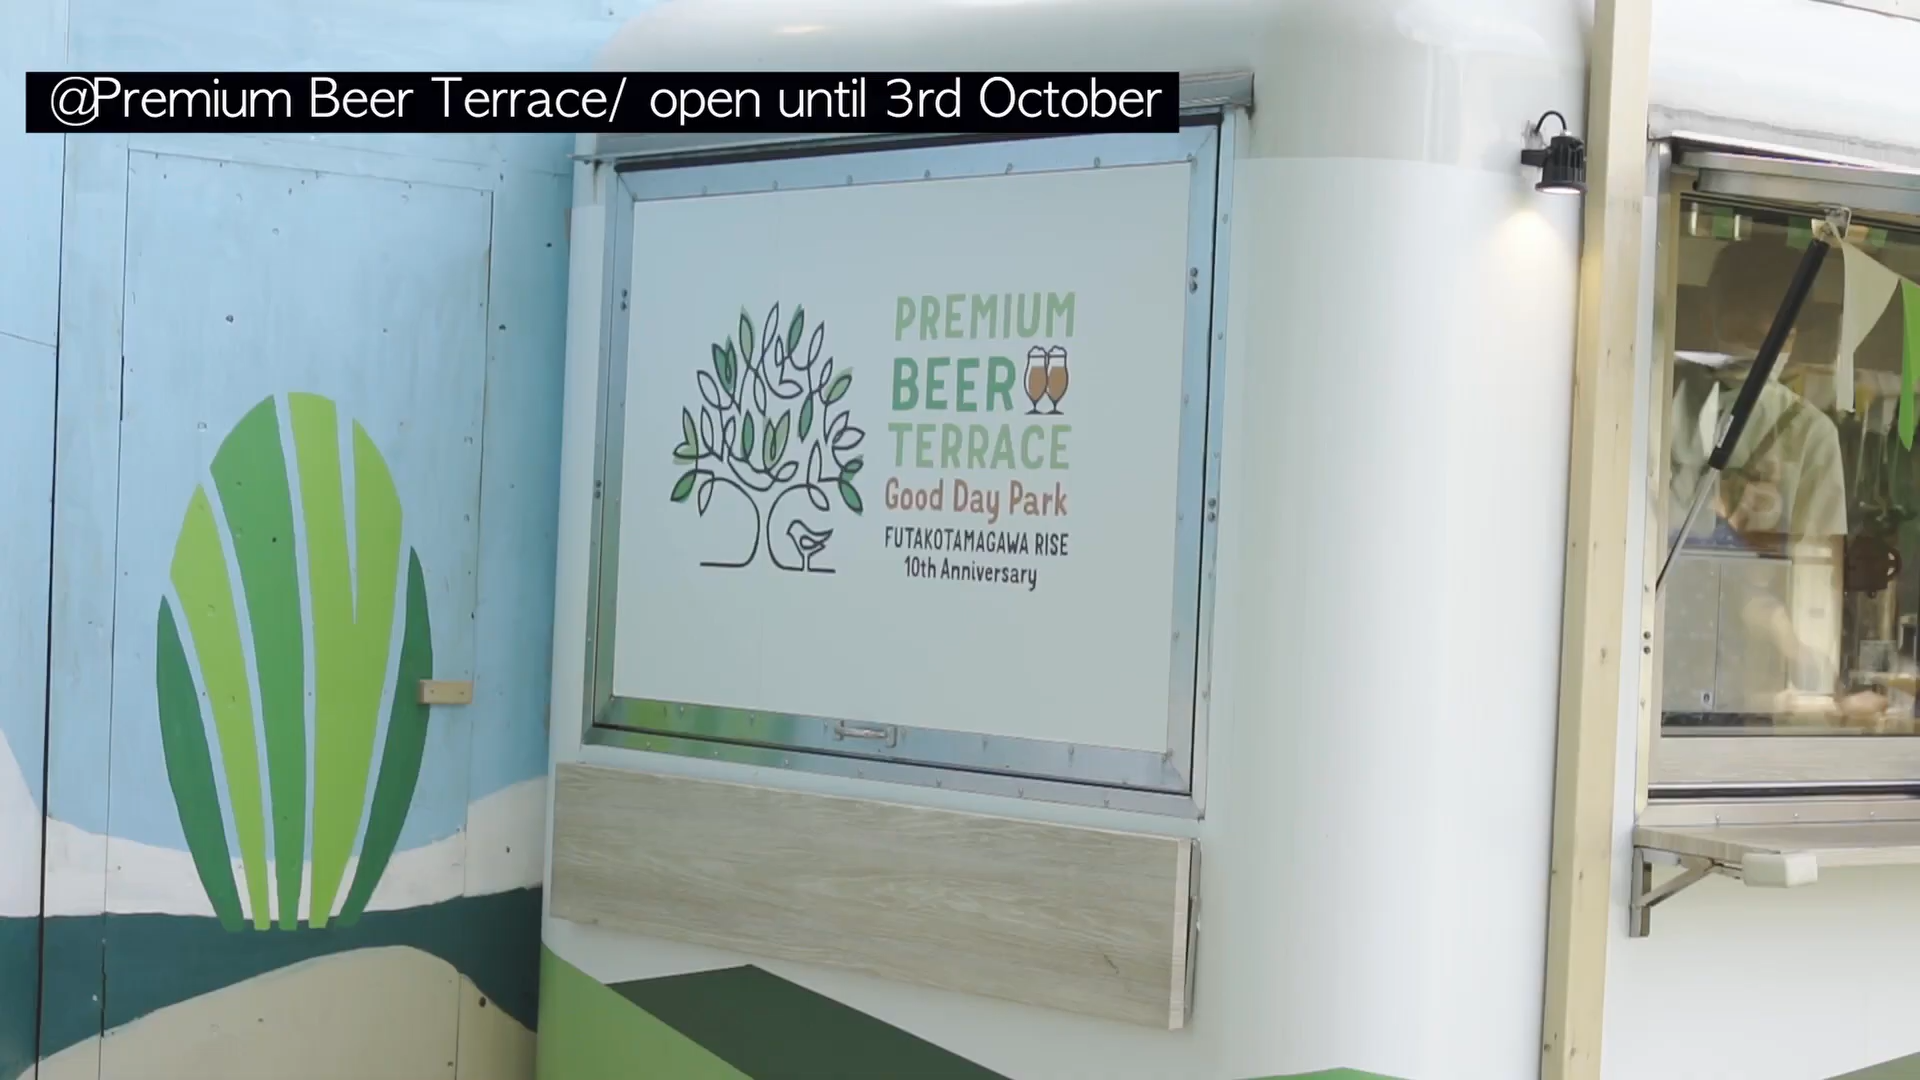 @Premium Beer Terrace/ open until 3rd October
PREMIUM
BEER
TERRACE
Good Day Park
FUTAKOTAMAGAWA RISE
10th Anniversary